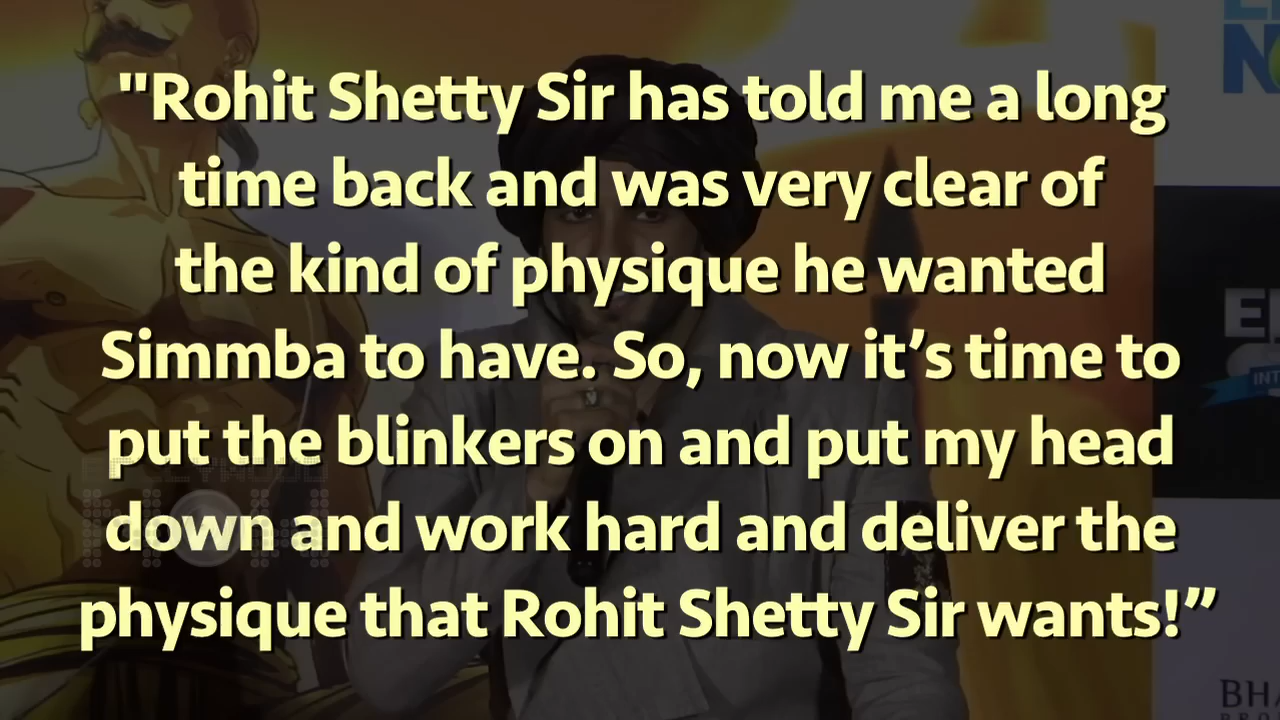 "Rohit Shetty Sir has told me a long
time back and was very clear of
the kind of physique he wanted
Simmba to have. So, now it’s time to
put the blinkers on and put my head
down and work hard and deliver the
physique that Rohit Shetty Sir wants!”